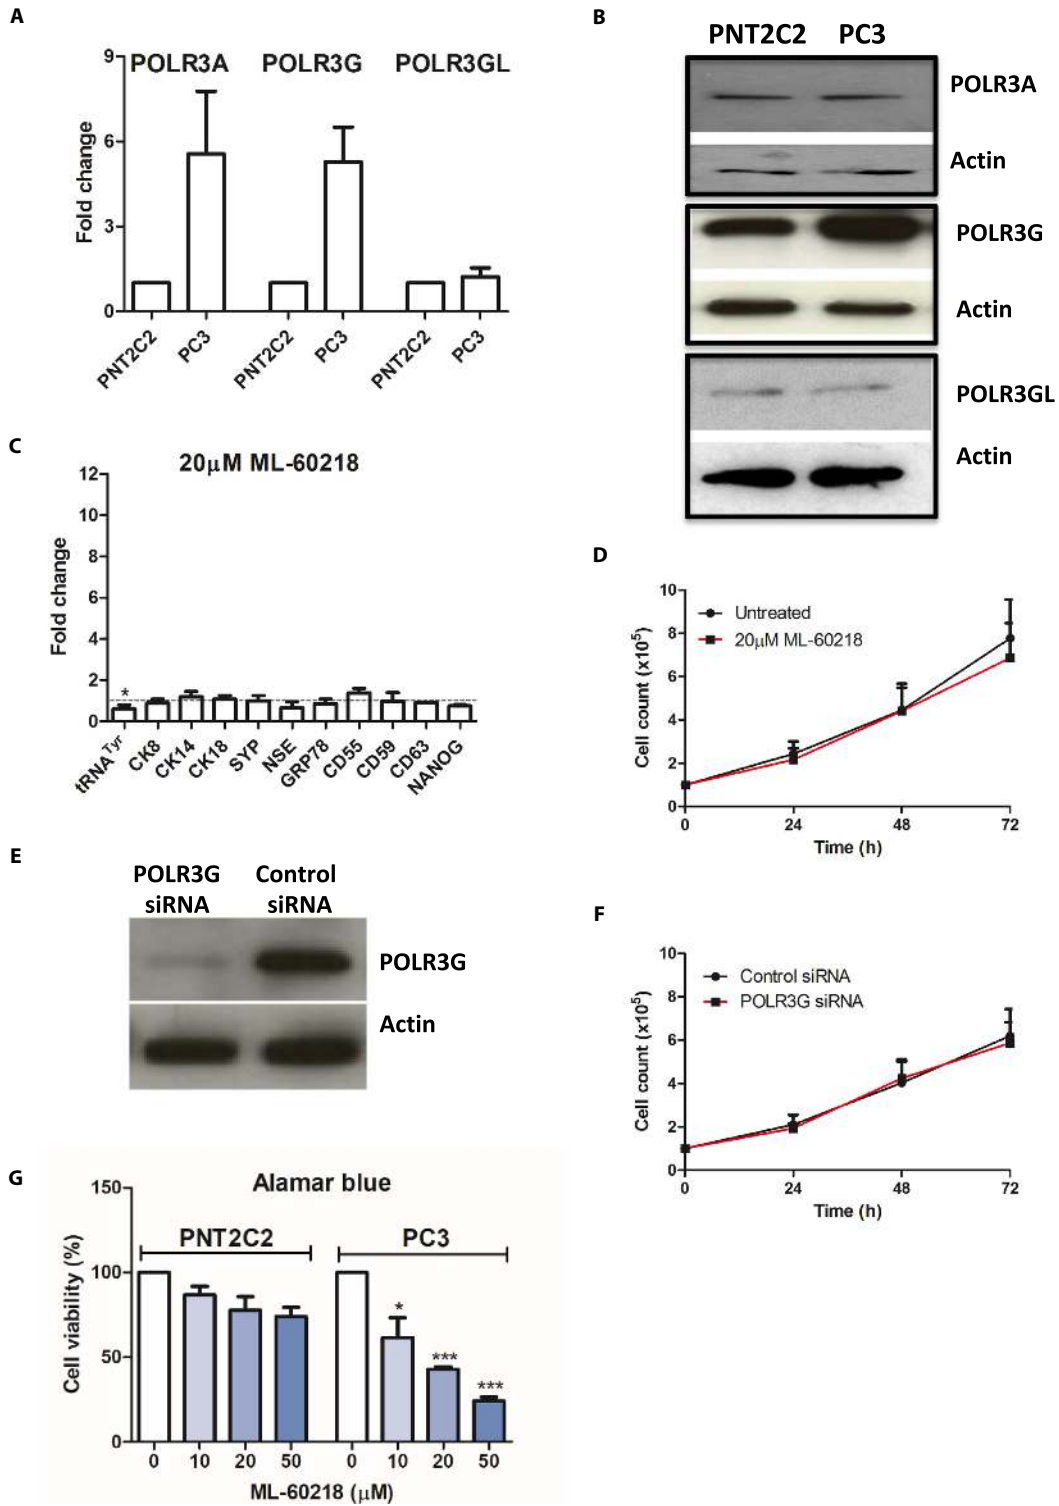 A
9
6
3
0
Fold change
POLR3A POLR3G POLR3GL
PNT2C2 PC3 PNT2C2 PC3 PNT2C2 PC3
B
PNT2C2 PC3
POLR3A
Actin
POLR3G
Actin
POLR3GL
Actin
C
20μM ML-60218
12
10
8
6
4
2
0
Fold change
*
tRNATyr CK8 CK14 CK18 SYP NSE GRP78 CD55 CD59 CD63 NANOG
D
10
8
6
4
2
0
Cell count (x10⁵)
Untreated
20μM ML-60218
0 24 48 72
Time (h)
E
POLR3G Control
siRNA siRNA
POLR3G
Actin
F
10
8
6
4
2
0
Cell count (x10⁵)
Control siRNA
POLR3G siRNA
0 24 48 72
Time (h)
G
Alamar blue
150
100
50
0
Cell viability (%)
PNT2C2 PC3
* *** ***
0 10 20 50 0 10 20 50
ML-60218 (μM)